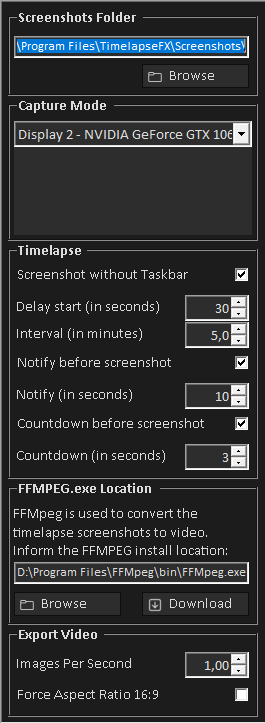 Screenshots Folder
\Program Files\TimelapseFX\Screenshots\
Browse
Capture Mode
Display 2 - NVIDIA GeForce GTX 106
Timelapse
Screenshot without Taskbar
Delay start (in seconds) 30
Interval (in minutes) 5,0
Notify before screenshot
Notify (in seconds) 10
Countdown before screenshot
Countdown (in seconds) 3
FFMPEG.exe Location
FFMpeg is used to convert the
timelapse screenshots to video.
Inform the FFMPEG install location:
D:\Program Files\FFMpeg\bin\FFMpeg.exe
Browse Download
Export Video
Images Per Second 1,00
Force Aspect Ratio 16:9